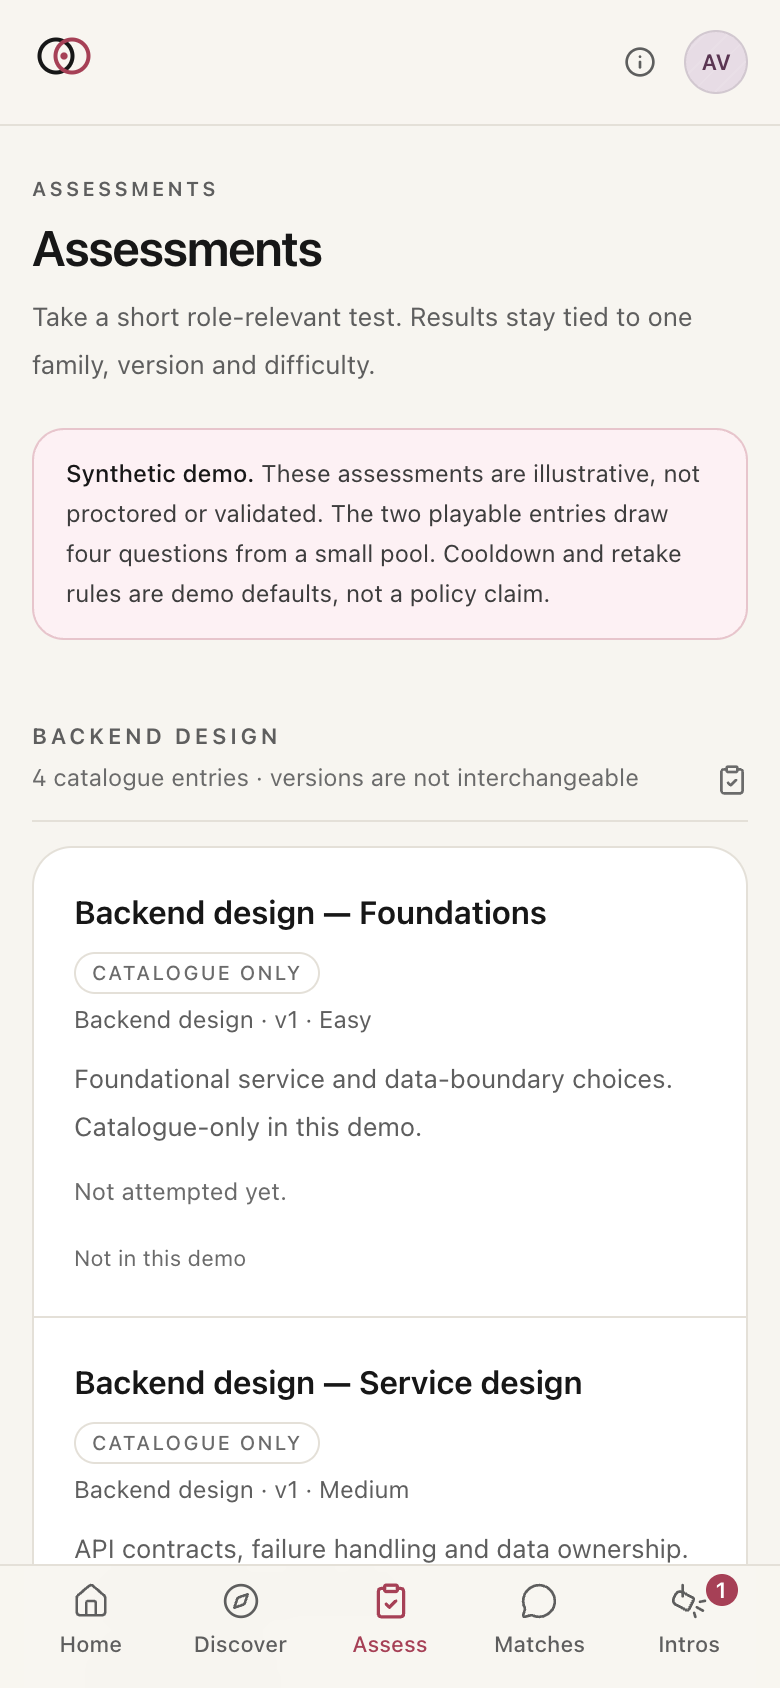 AV
ASSESSMENTS
Assessments
Take a short role-relevant test. Results stay tied to one
family, version and difficulty.
Synthetic demo. These assessments are illustrative, not
proctored or validated. The two playable entries draw
four questions from a small pool. Cooldown and retake
rules are demo defaults, not a policy claim.
BACKEND DESIGN
4 catalogue entries · versions are not interchangeable
Backend design — Foundations
CATALOGUE ONLY
Backend design · v1 · Easy
Foundational service and data-boundary choices.
Catalogue-only in this demo.
Not attempted yet.
Not in this demo
Backend design — Service design
CATALOGUE ONLY
Backend design · v1 · Medium
API contracts, failure handling and data ownership.
1
Home Discover Assess Matches Intros